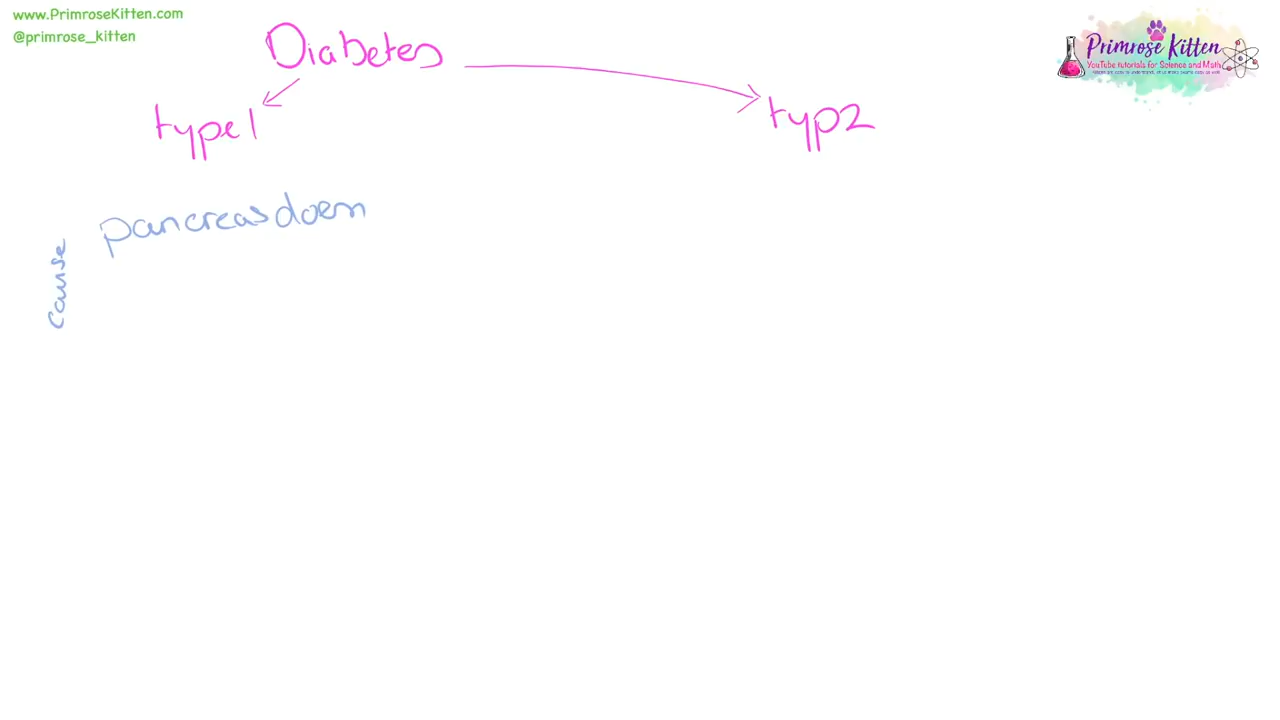 www.PrimroseKitten.com
@primrose_kitten
Diabetes
Primrose Kitten
YouTube tutorials for Science and Maths
type1
typ2
pancreas doesn
cause